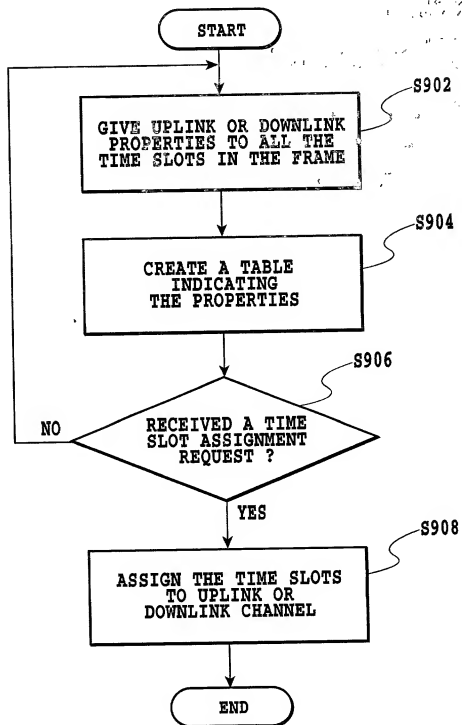 START
S902
GIVE UPLINK OR DOWNLINK
PROPERTIES TO ALL THE
TIME SLOTS IN THE FRAME
S904
CREATE A TABLE
INDICATING
THE PROPERTIES
S906
RECEIVED A TIME
SLOT ASSIGNMENT
REQUEST ?
NO
YES
S908
ASSIGN THE TIME SLOTS
TO UPLINK OR
DOWNLINK CHANNEL
END